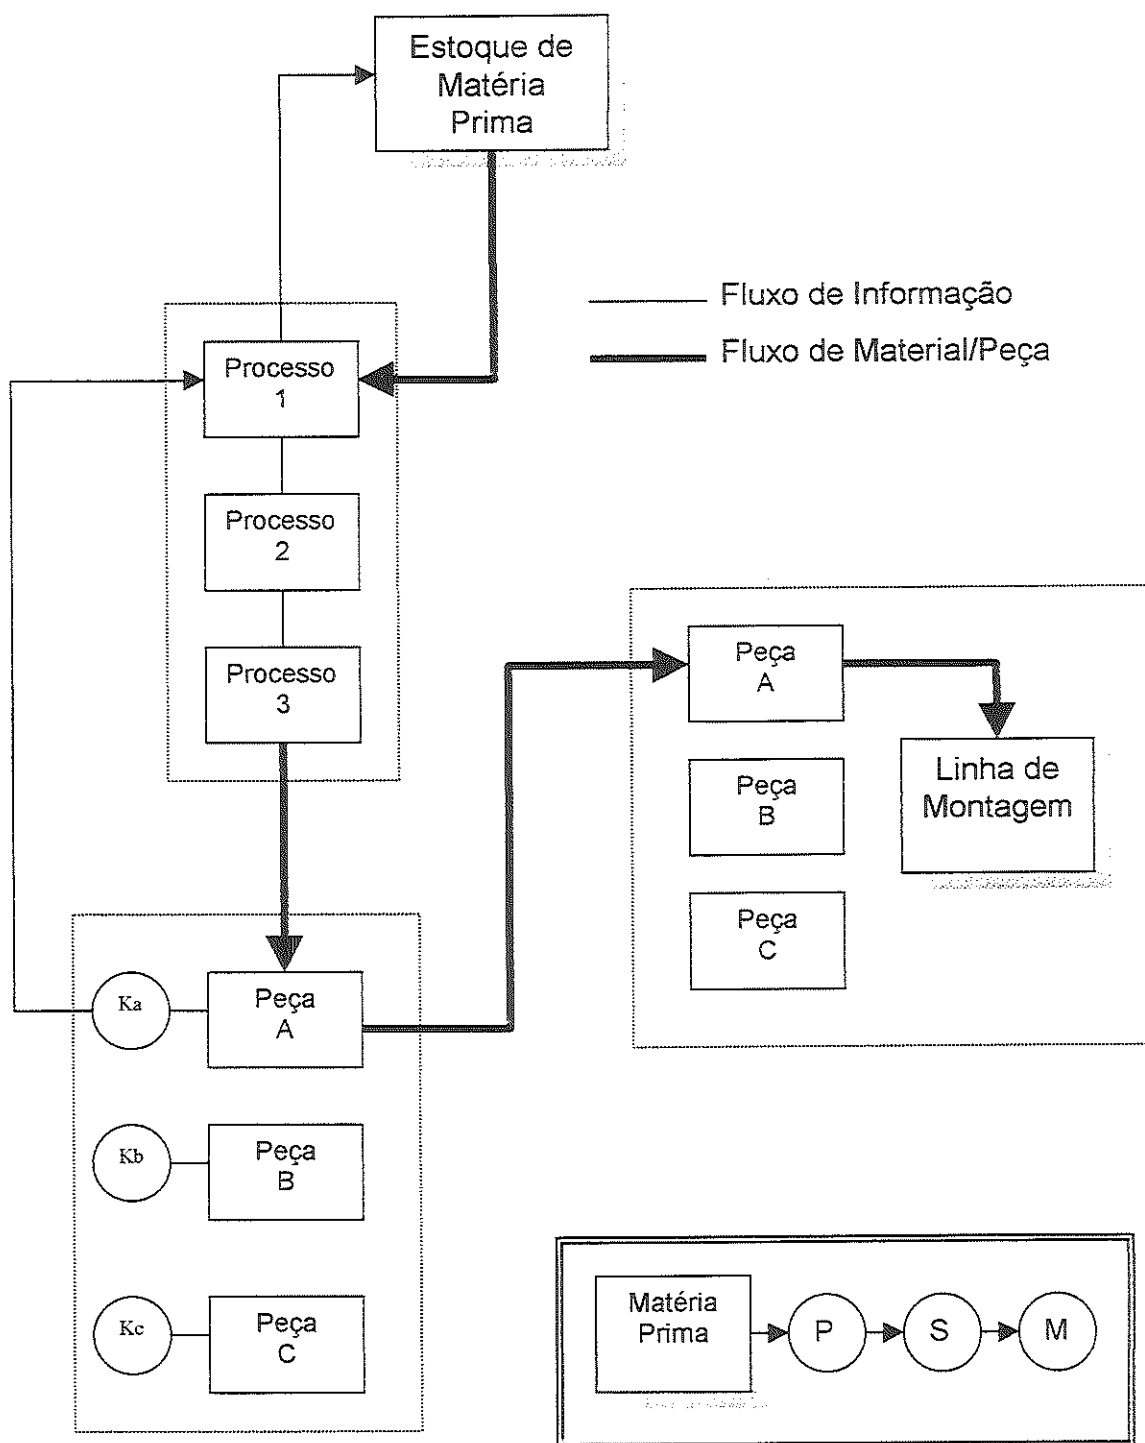 Estoque de
Matéria
Prima
Fluxo de Informação
Fluxo de Material/Peça
Processo
1
Processo
2
Processo
3
Peça
A
Peça
B
Peça
C
Linha de
Montagem
Ka
Peça
A
Kb
Peça
B
Kc
Peça
C
Matéria
Prima
P
S
M